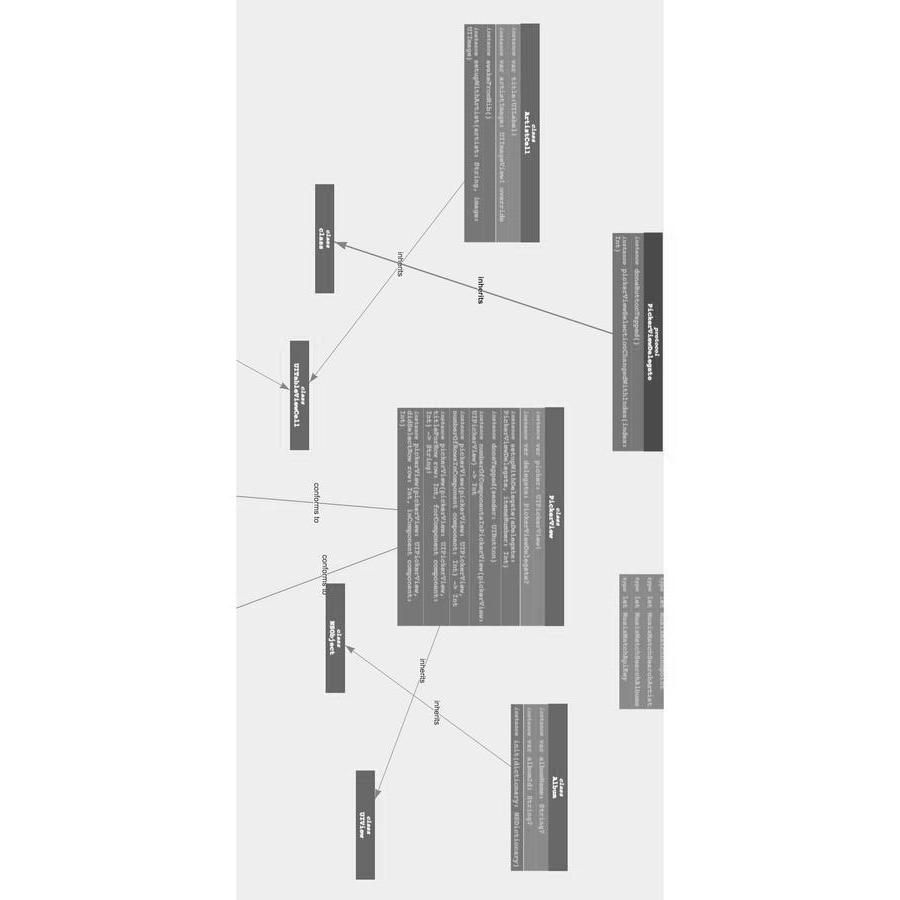 class
ArtistCell
instance var title:(UILabel)
instance var artistImage: UIImageView! override
instance awakeFromNib()
instance setupWithArtist(artist: String, image:
UIImage)
protocol
PickerViewDelegate
instance doneButtonTapped()
instance pickerViewSelectionChangedWithIndex(index:
Int)
class
class
inherits
inherits
class
UITableViewCell
class
PickerView
instance var picker: UIPickerView!
instance var delegate: PickerViewDelegate?
instance setupWithDelegate(aDelegate:
PickerViewDelegate, itemsNumber: Int)
instance doneTapped(sender: UIButton)
instance numberOfComponentsInPickerView(pickerView:
UIPickerView) -> Int
instance pickerView(pickerView: UIPickerView,
numberOfRowsInComponent component: Int) -> Int
instance pickerView(pickerView: UIPickerView,
titleForRow row: Int, forComponent component:
Int) -> String!
instance pickerView(pickerView: UIPickerView,
didSelectRow row: Int, inComponent component:
Int)
conforms to
conforms to
type let MusixMatchSearchArtist
type let MusixMatchSearchAlbums
type let MusixMatchApiKey
class
NSObject
inherits
inherits
class
Album
instance var albumName: String?
instance var albumId: String?
instance init(dictionary: NSDictionary)
class
UIView